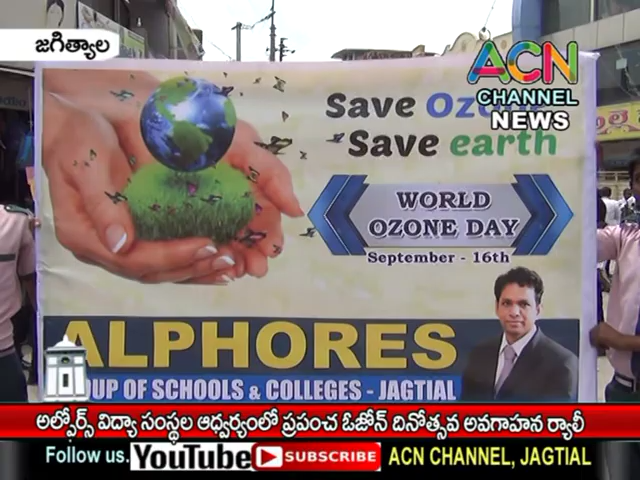 జగిత్యాల
ACN
CHANNEL
NEWS
Save Ozone
Save earth
WORLD
OZONE DAY
September - 16th
ALPHORES
OUP OF SCHOOLS & COLLEGES - JAGTIAL
అల్ఫోర్స్ విద్యా సంస్థల ఆధ్వర్యంలో ప్రపంచ ఓజోన్ దినోత్సవ అవగాహన ర్యాలీ
Follow us. YouTube SUBSCRIBE ACN CHANNEL, JAGTIAL